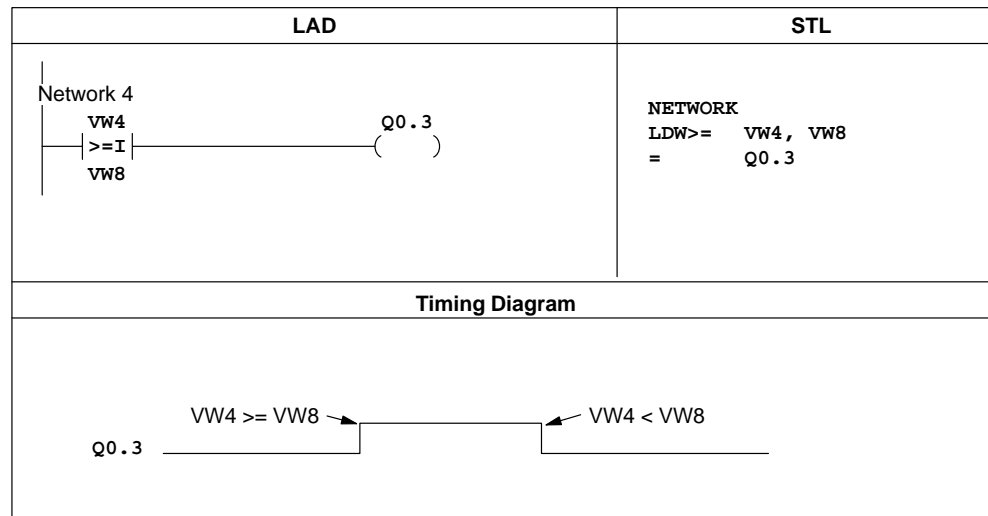 LAD
STL
Network 4
VW4
>=I
VW8
Q0.3
( )
NETWORK
LDW>= VW4, VW8
= Q0.3
Timing Diagram
VW4 >= VW8
VW4 < VW8
Q0.3